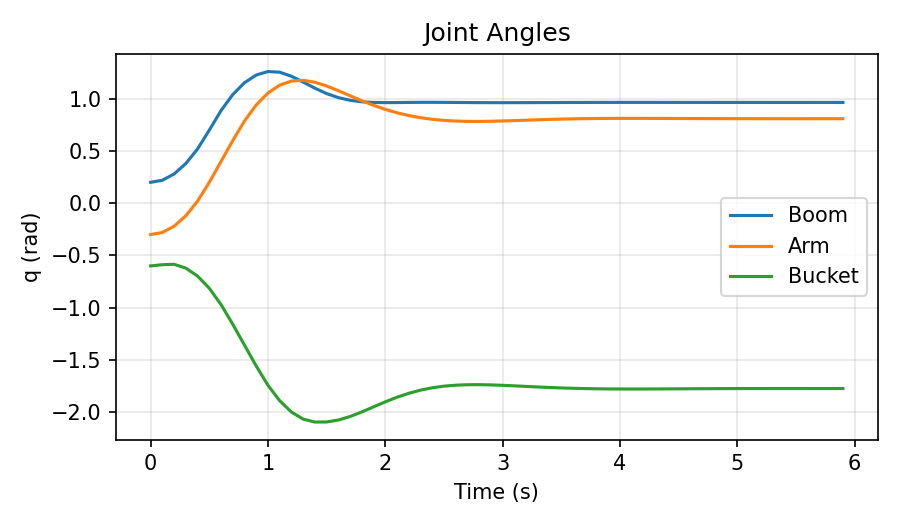 Joint Angles
q (rad)
1.0
0.5
0.0
−0.5
−1.0
−1.5
−2.0
Boom
Arm
Bucket
0 1 2 3 4 5 6
Time (s)